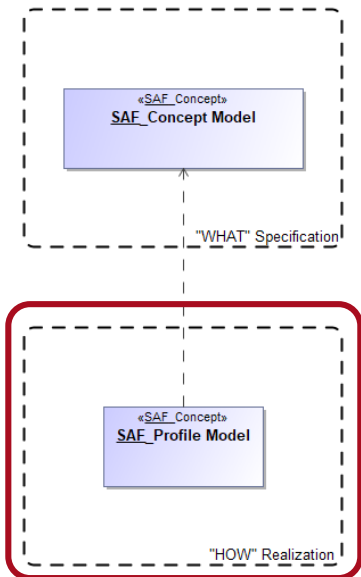 «SAF_Concept»
SAF_Concept Model
"WHAT" Specification
«SAF_Concept»
SAF_Profile Model
"HOW" Realization